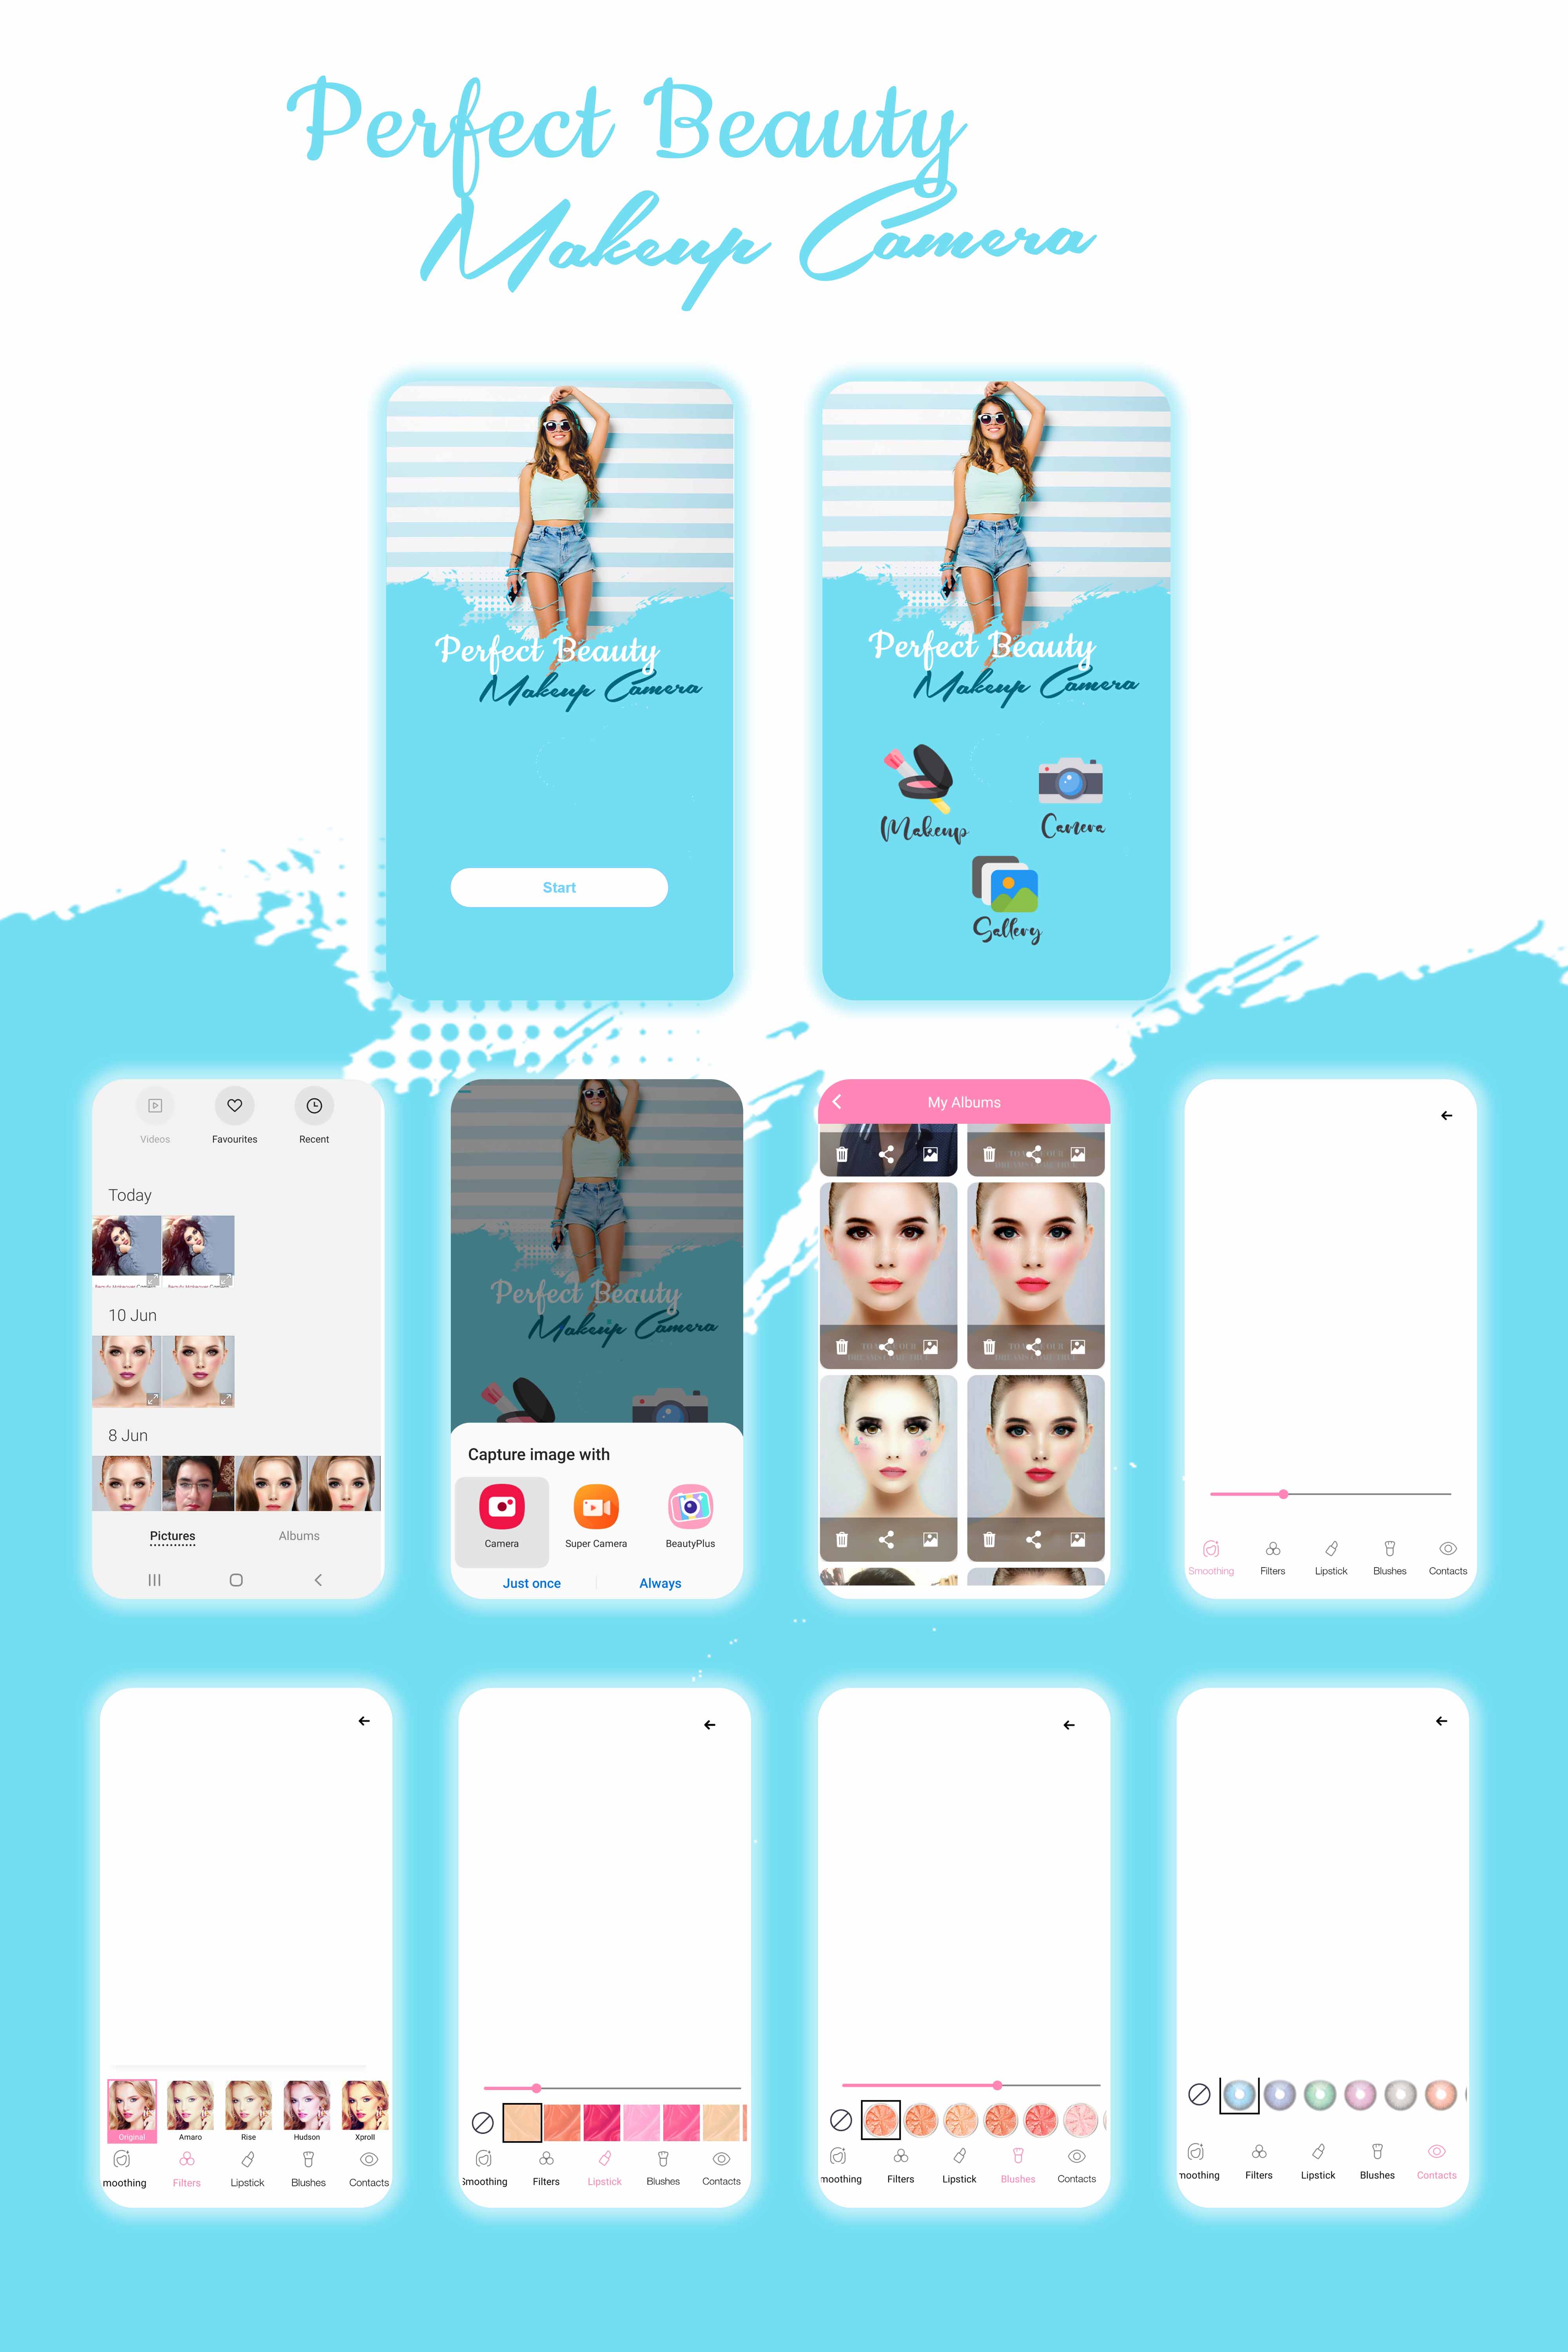 Perfect Beauty
Makeup Camera
Perfect Beauty
Makeup Camera
Start
Perfect Beauty
Makeup Camera
Makeup
Camera
Gallery
Videos
Favourites
Recent
Today
10 Jun
8 Jun
Pictures
Albums
Perfect Beauty
Makeup Camera
Capture image with
Camera
Super Camera
BeautyPlus
Just once
Always
My Albums
Smoothing
Filters
Lipstick
Blushes
Contacts
Original
Amaro
Rise
Hudson
Xproll
moothing
Filters
Lipstick
Blushes
Contacts
Smoothing
Filters
Lipstick
Blushes
Contacts
moothing
Filters
Lipstick
Blushes
Contacts
moothing
Filters
Lipstick
Blushes
Contacts